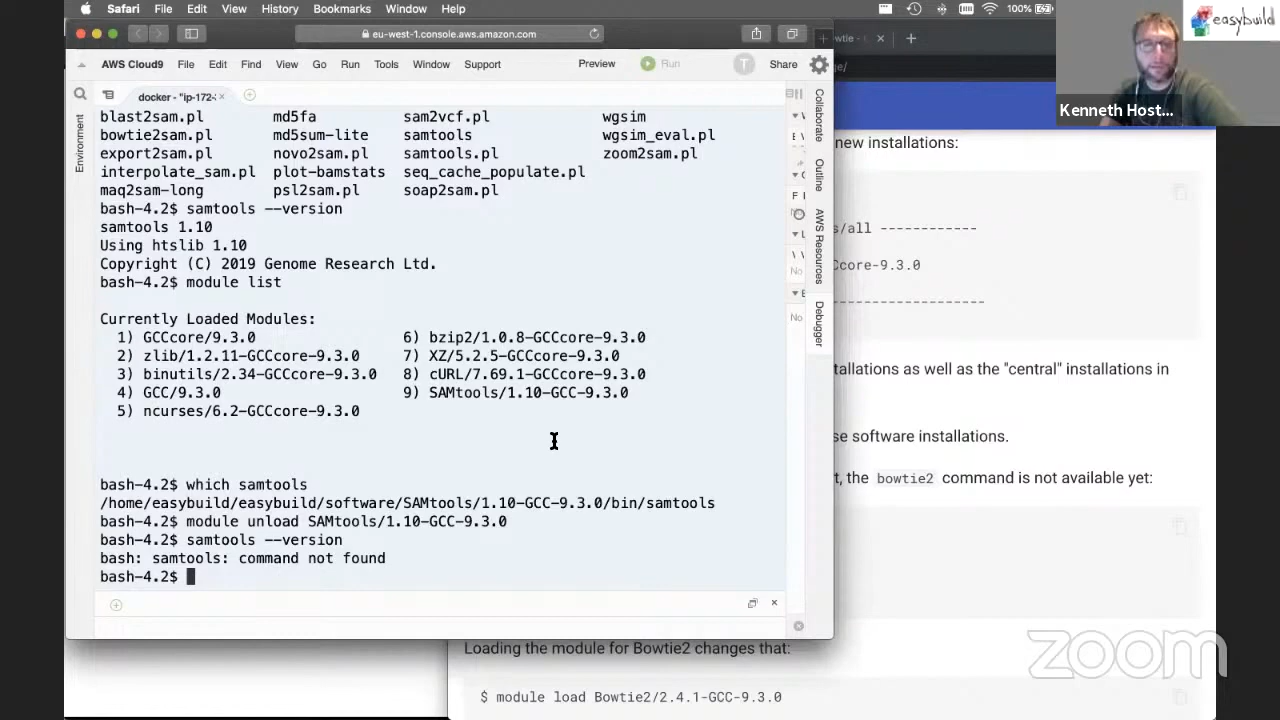 Safari File Edit View History Bookmarks Window Help 100%
easybuild
Kenneth Host...
eu-west-1.console.aws.amazon.com
AWS Cloud9 File Edit Find View Go Run Tools Window Support Preview Run T Share
docker - "ip-172-
Environment
blast2sam.pl md5fa sam2vcf.pl wgsim
bowtie2sam.pl md5sum-lite samtools wgsim_eval.pl
export2sam.pl novo2sam.pl samtools.pl zoom2sam.pl
interpolate_sam.pl plot-bamstats seq_cache_populate.pl
maq2sam-long psl2sam.pl soap2sam.pl
bash-4.2$ samtools --version
samtools 1.10
Using htslib 1.10
Copyright (C) 2019 Genome Research Ltd.
bash-4.2$ module list
Currently Loaded Modules:
1) GCCcore/9.3.0 6) bzip2/1.0.8-GCCcore-9.3.0
2) zlib/1.2.11-GCCcore-9.3.0 7) XZ/5.2.5-GCCcore-9.3.0
3) binutils/2.34-GCCcore-9.3.0 8) cURL/7.69.1-GCCcore-9.3.0
4) GCC/9.3.0 9) SAMtools/1.10-GCC-9.3.0
5) ncurses/6.2-GCCcore-9.3.0
bash-4.2$ which samtools
/home/easybuild/easybuild/software/SAMtools/1.10-GCC-9.3.0/bin/samtools
bash-4.2$ module unload SAMtools/1.10-GCC-9.3.0
bash-4.2$ samtools --version
bash: samtools: command not found
bash-4.2$
Collaborate
Outline
AWS Resources
Debugger
new installations:
s/all ------------
Ccore-9.3.0
---------------------
tallations as well as the "central" installations in
se software installations.
t, the bowtie2 command is not available yet:
Loading the module for Bowtie2 changes that:
$ module load Bowtie2/2.4.1-GCC-9.3.0
zoom